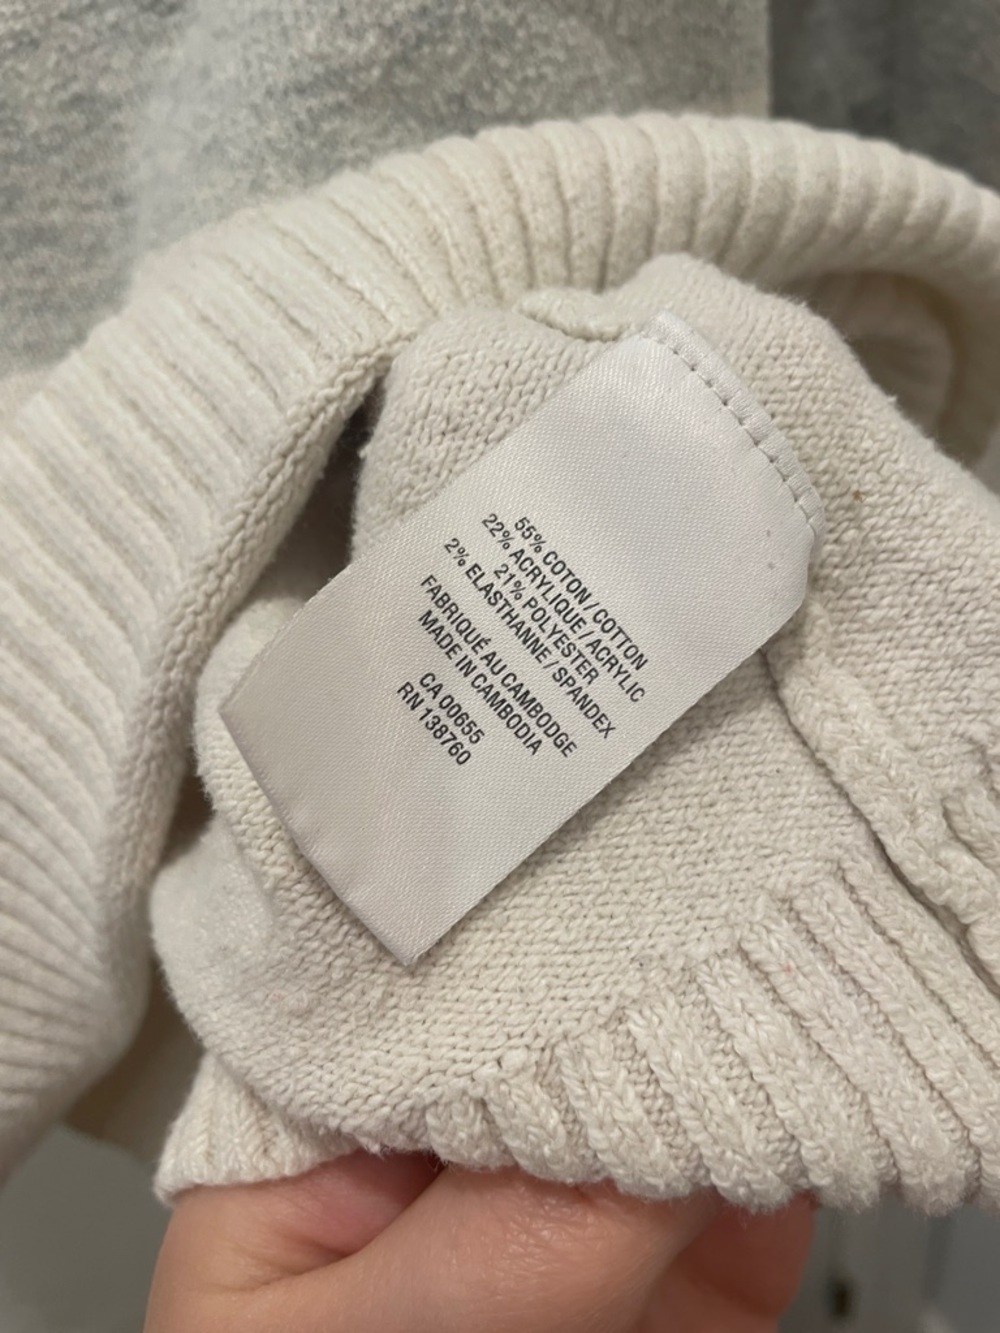 55% COTON / COTTON
22% ACRYLIQUE / ACRYLIC
21% POLYESTER
2% ELASTHANNE / SPANDEX
FABRIQUÉ AU CAMBODGE
MADE IN CAMBODIA
CA 00655
RN 138760